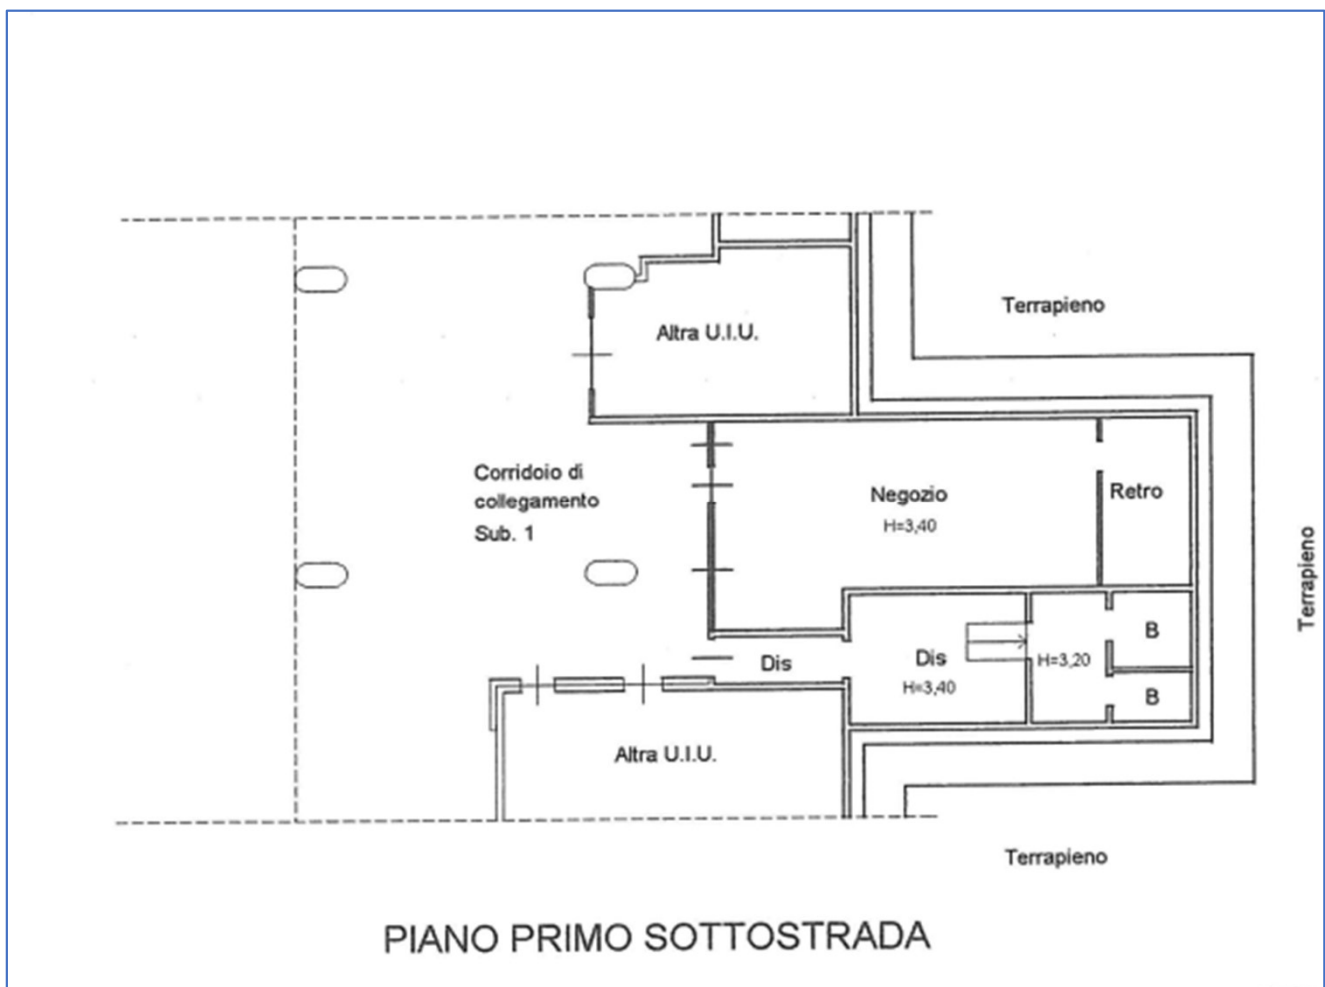 Terrapieno
Altra U.I.U.
Corridoio di
collegamento
Sub. 1
Negozio
H=3,40
Retro
Terrapieno
Dis
Dis
H=3,40
H=3,20
B
B
Altra U.I.U.
Terrapieno
PIANO PRIMO SOTTOSTRADA